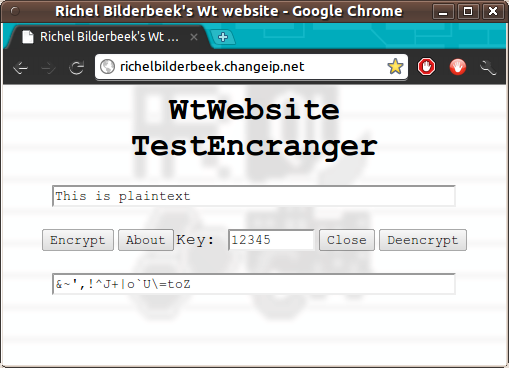 Richel Bilderbeek's Wt website - Google Chrome
Richel Bilderbeek's Wt ...
richelbilderbeek.changeip.net
WtWebsite
TestEncranger
This is plaintext
Encrypt About Key: 12345 Close Deencrypt
&~',!^J+|o`U\=toZ